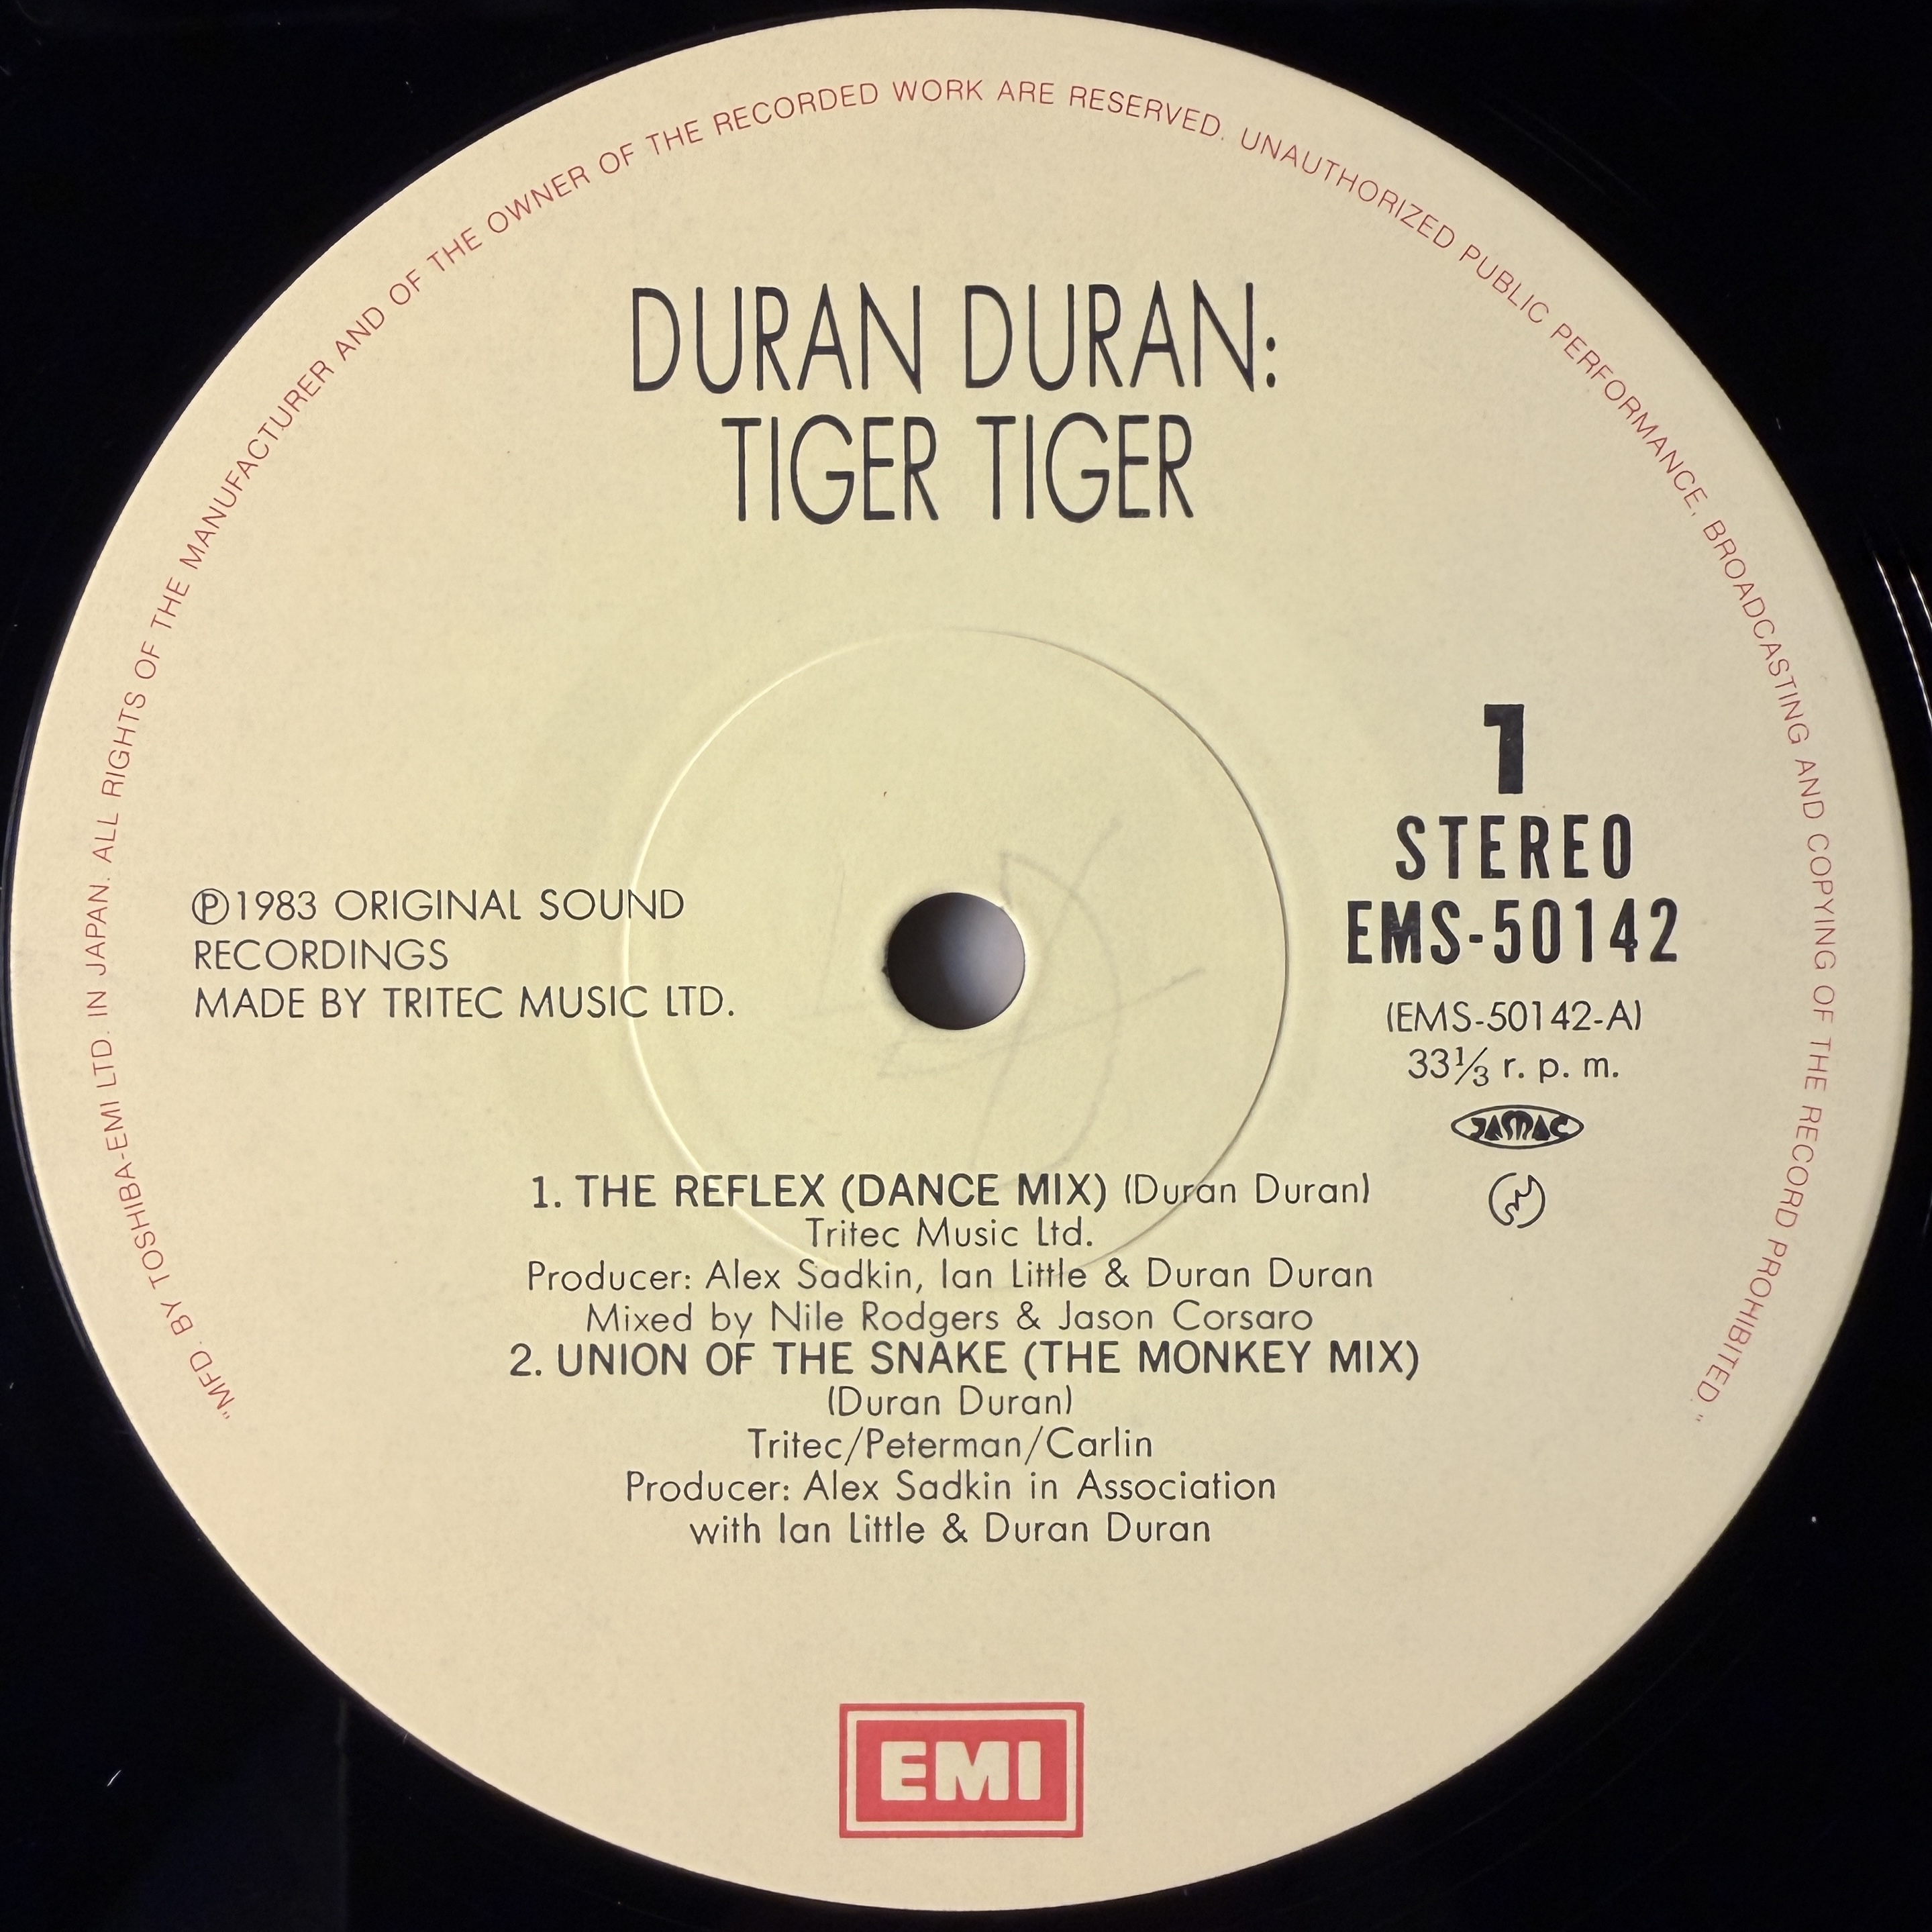 "MFD. BY TOSHIBA-EMI LTD. IN JAPAN. ALL RIGHTS OF THE MANUFACTURER AND OF THE OWNER OF THE RECORDED WORK ARE RESERVED. UNAUTHORIZED PUBLIC PERFORMANCE, BROADCASTING AND COPYING OF THE RECORD PROHIBITED."
DURAN DURAN:
TIGER TIGER
1
STEREO
EMS-50142
(EMS-50142-A)
33⅓ r. p. m.
JAMAC
℗1983 ORIGINAL SOUND
RECORDINGS
MADE BY TRITEC MUSIC LTD.
1. THE REFLEX (DANCE MIX) (Duran Duran)
Tritec Music Ltd.
Producer: Alex Sadkin, Ian Little & Duran Duran
Mixed by Nile Rodgers & Jason Corsaro
2. UNION OF THE SNAKE (THE MONKEY MIX)
(Duran Duran)
Tritec/Peterman/Carlin
Producer: Alex Sadkin in Association
with Ian Little & Duran Duran
EMI